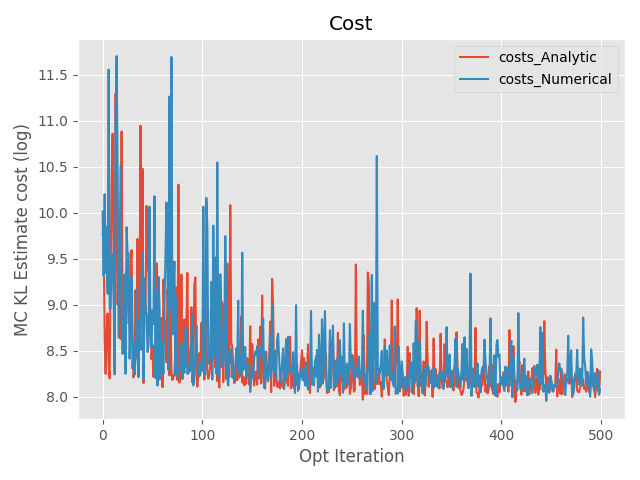 Cost
costs_Analytic
costs_Numerical
MC KL Estimate cost (log)
11.5
11.0
10.5
10.0
9.5
9.0
8.5
8.0
0 100 200 300 400 500
Opt Iteration